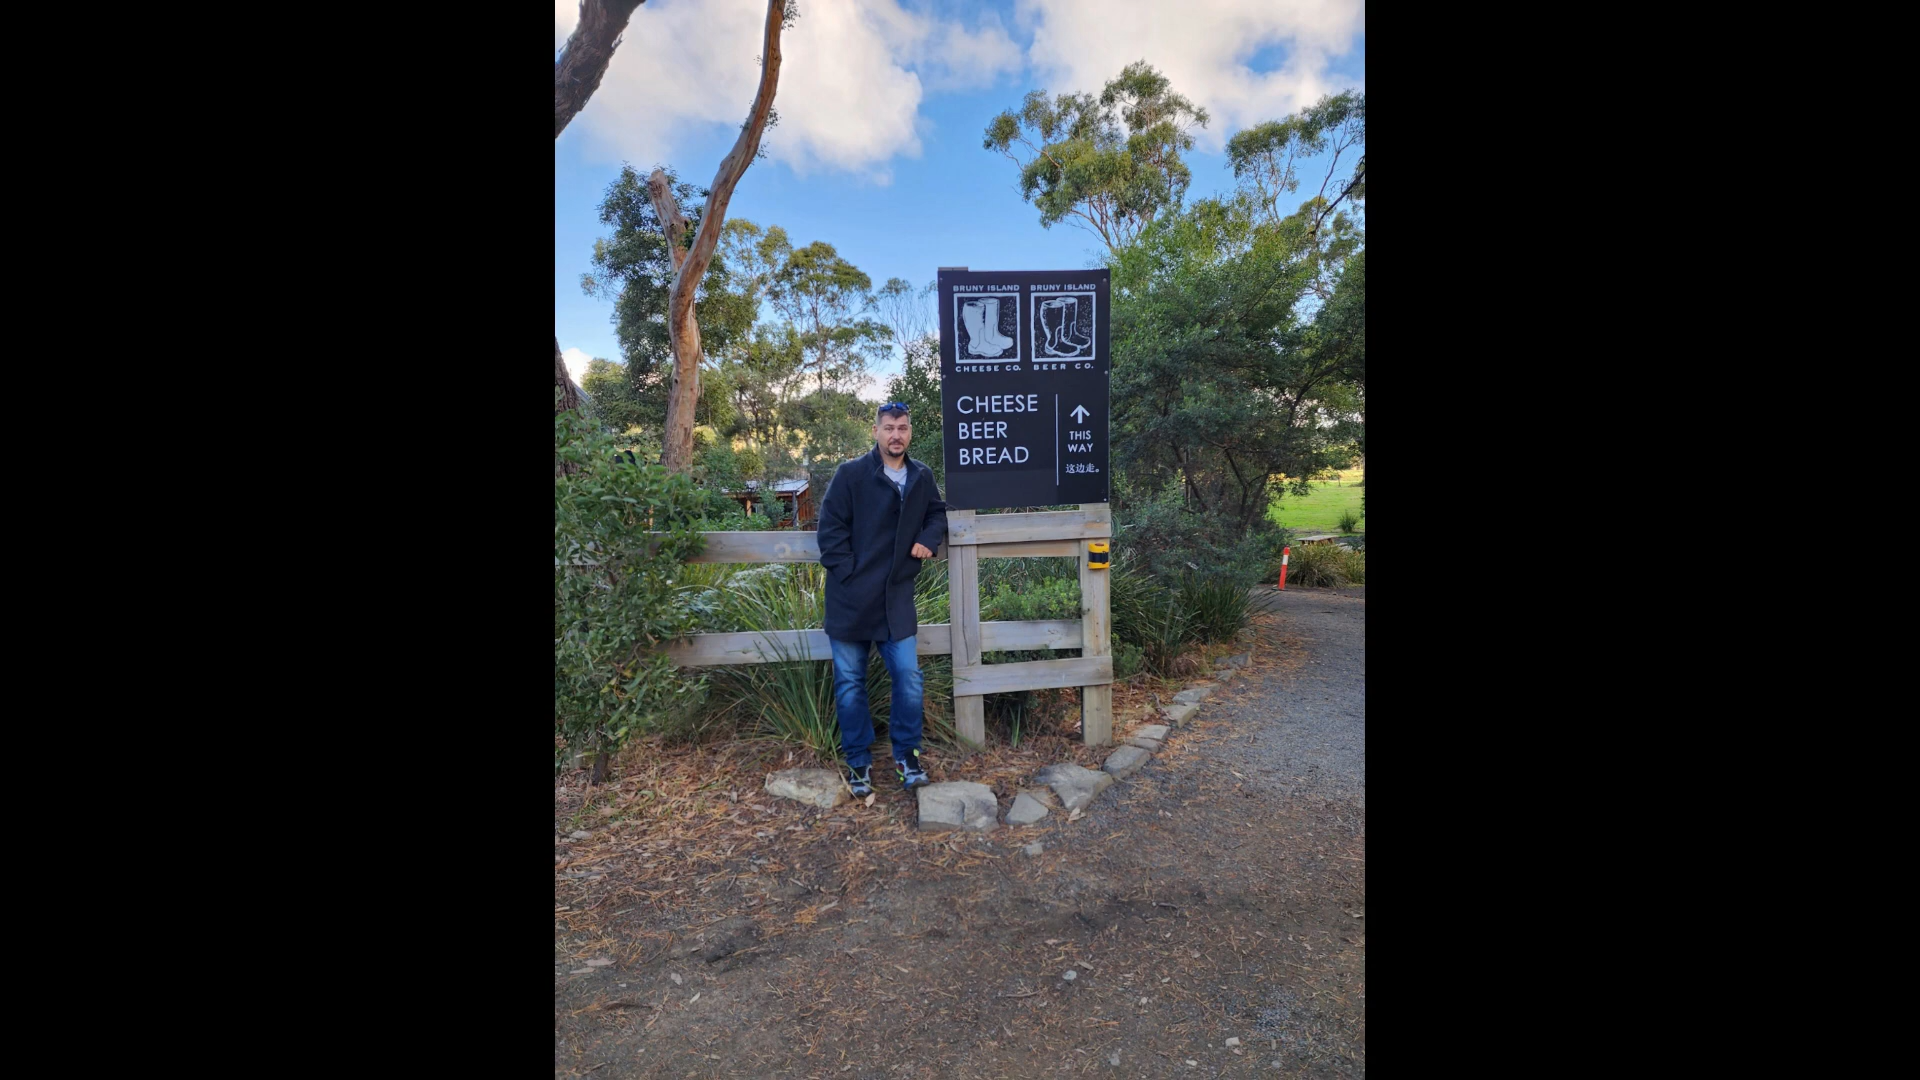 BRUNY ISLAND
CHEESE CO.
BRUNY ISLAND
BEER CO.
CHEESE
BEER
BREAD
THIS
WAY
这边走。